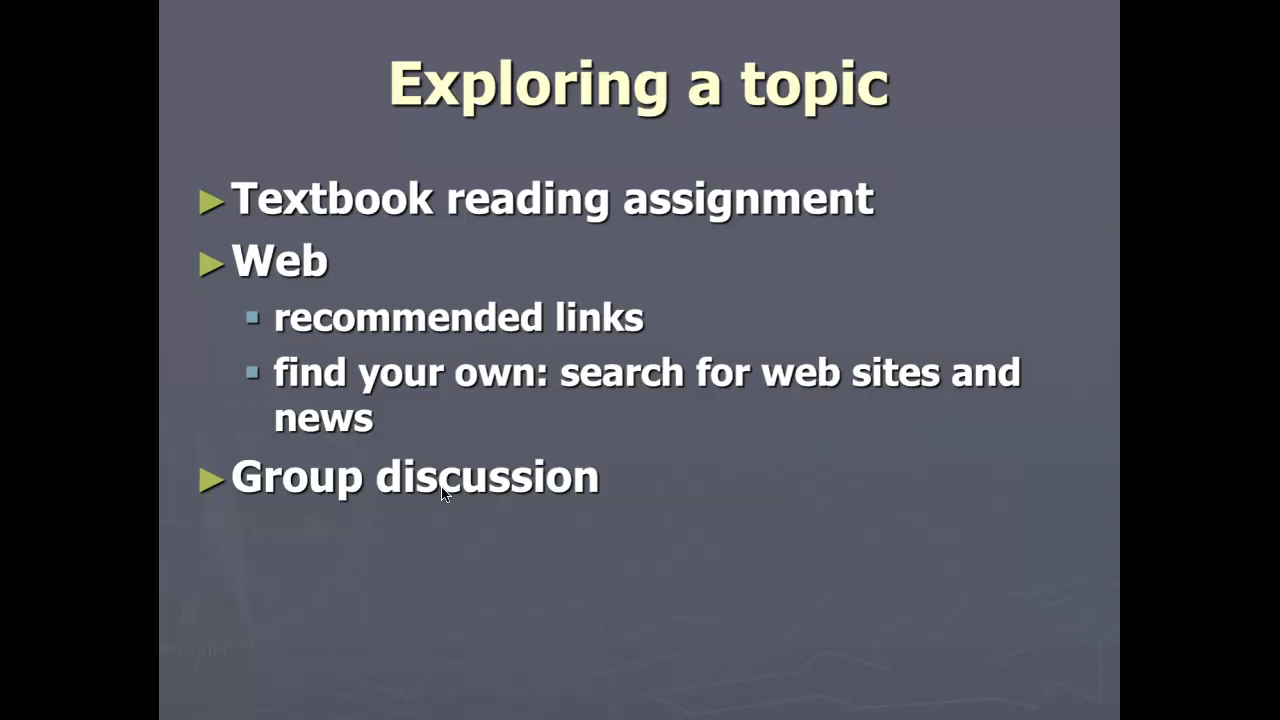 Exploring a topic
Textbook reading assignment
Web
recommended links
find your own: search for web sites and
news
Group discussion